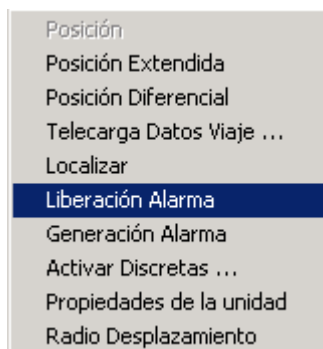 Posición
Posición Extendida
Posición Diferencial
Telecarga Datos Viaje ...
Localizar
Liberación Alarma
Generación Alarma
Activar Discretas ...
Propiedades de la unidad
Radio Desplazamiento